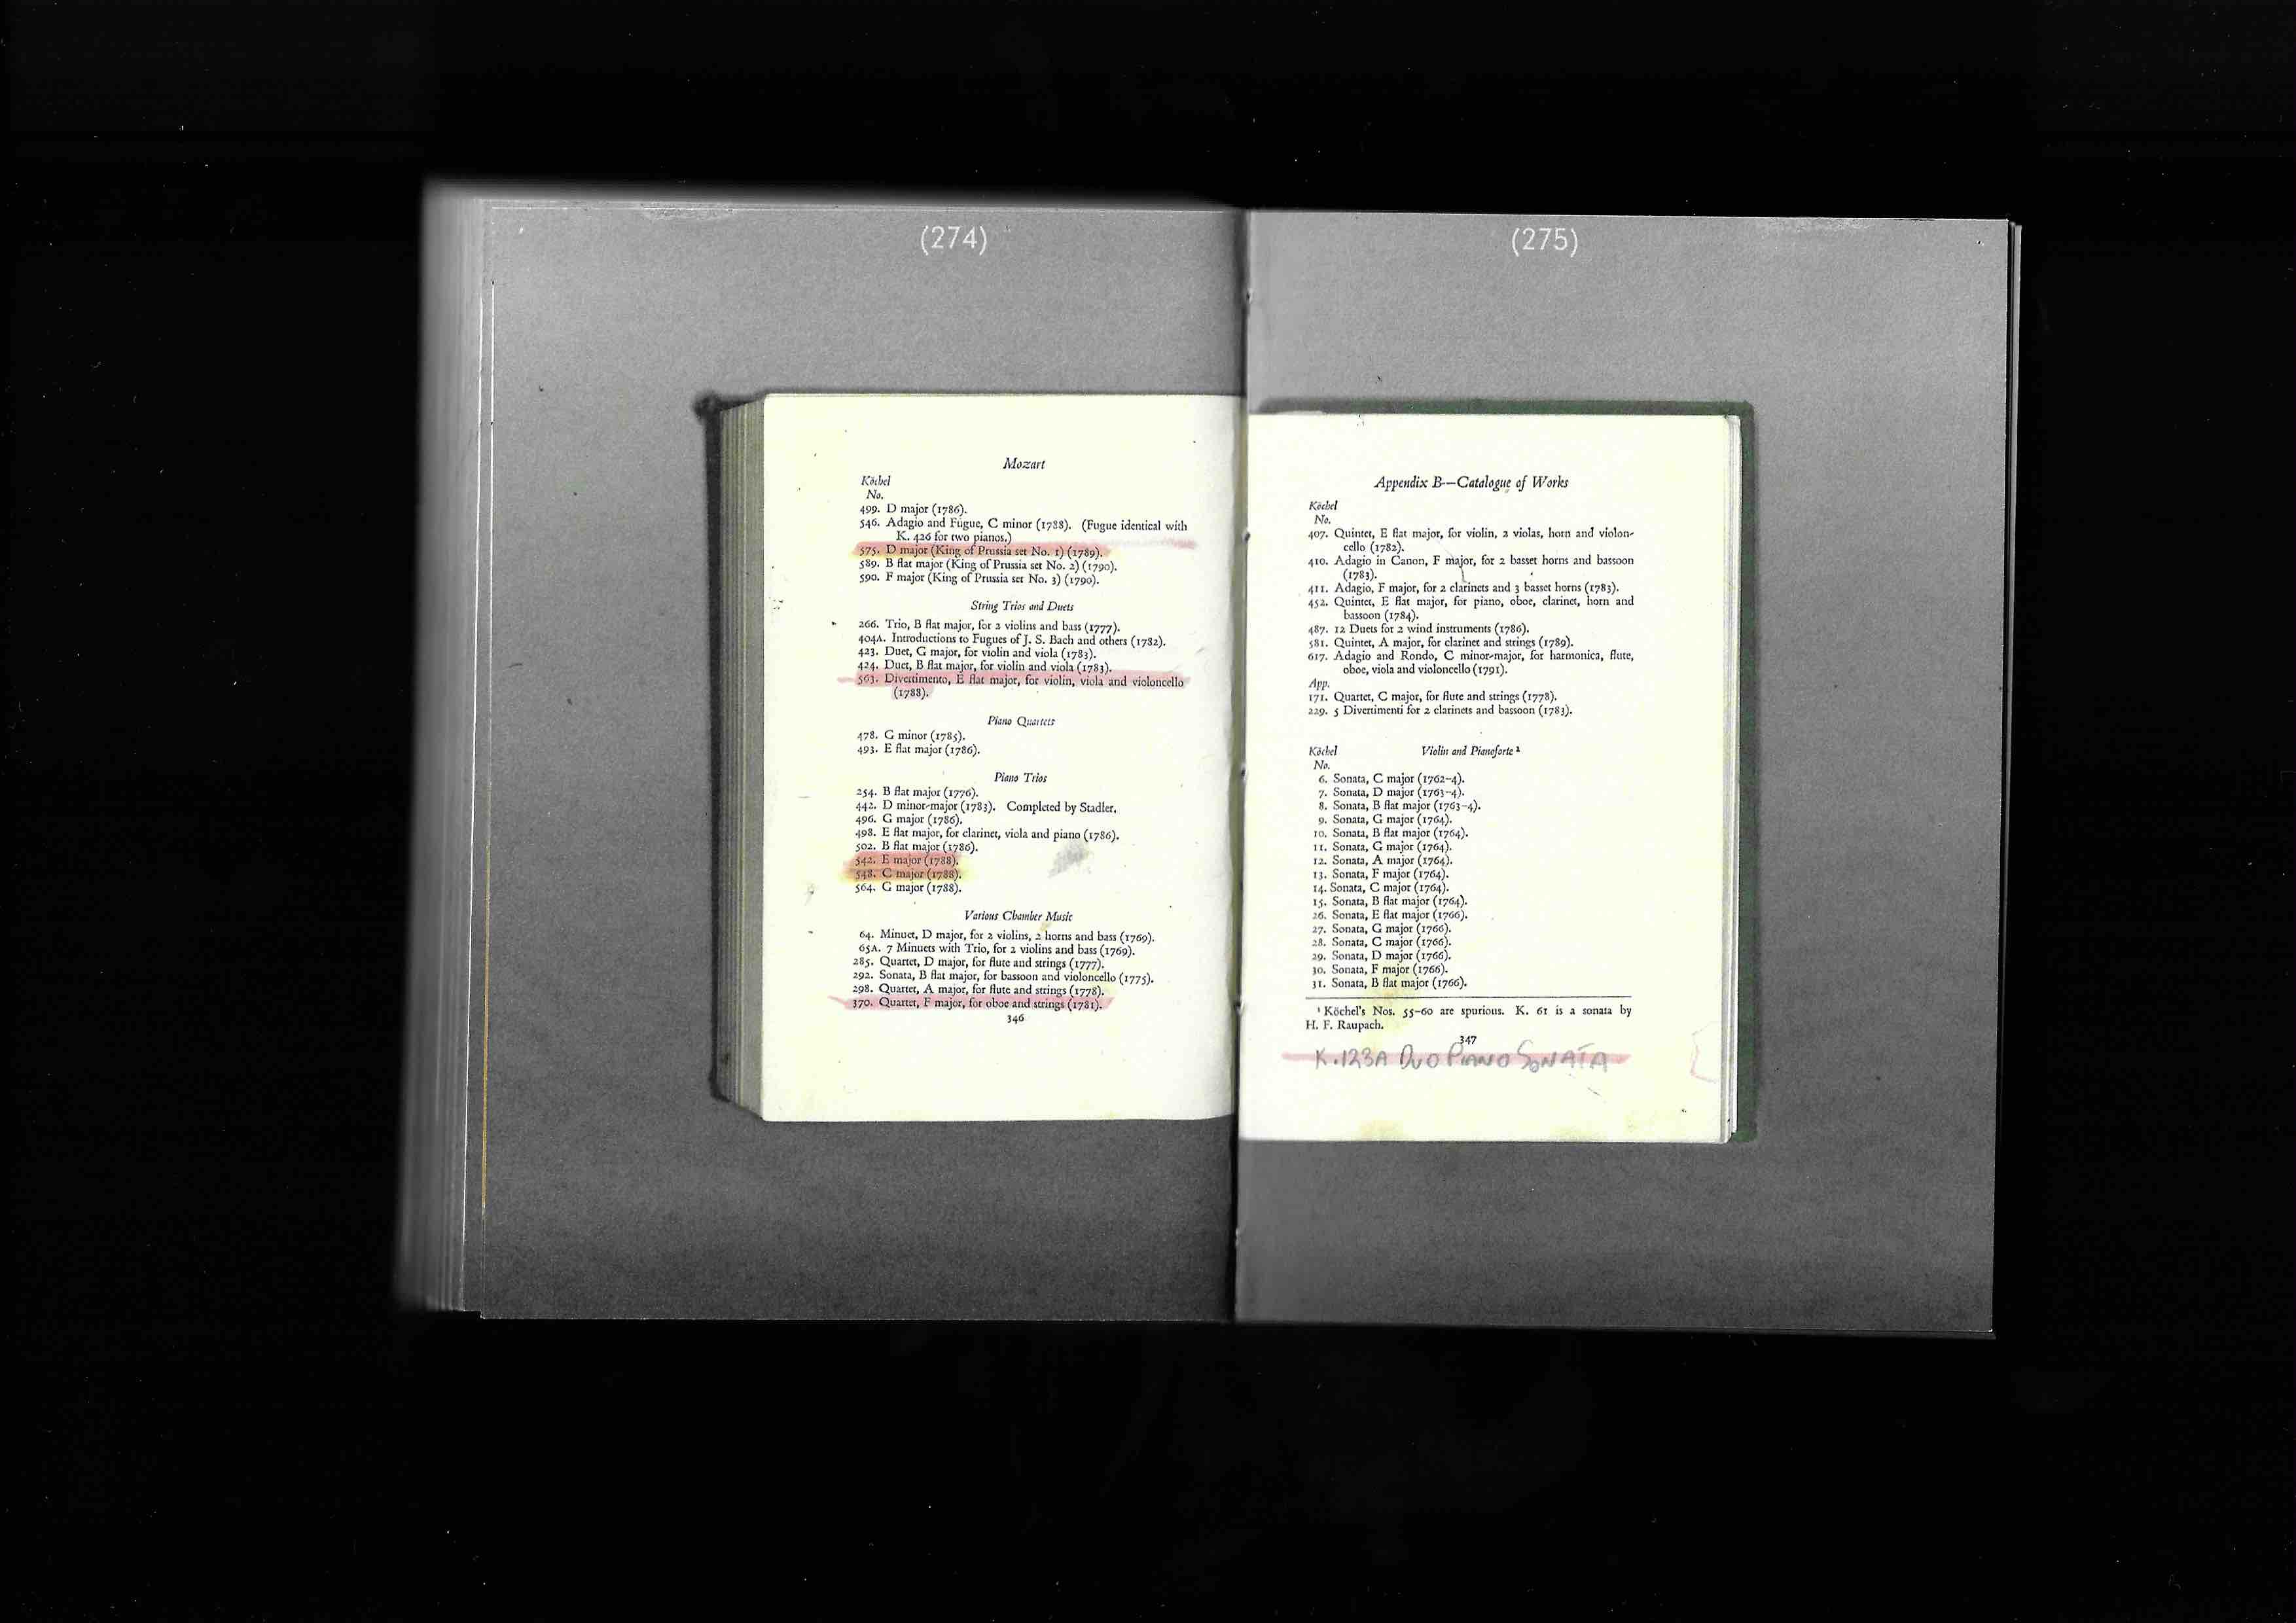 (274)
Mozart
Köchel
No.
499. D major (1786).
546. Adagio and Fugue, C minor (1788). (Fugue identical with
K. 426 for two pianos.)
575. D major (King of Prussia set No. 1) (1789).
589. B flat major (King of Prussia set No. 2) (1790).
590. F major (King of Prussia set No. 3) (1790).
String Trios and Duets
266. Trio, B flat major, for 2 violins and bass (1777).
404A. Introductions to Fugues of J. S. Bach and others (1782).
423. Duet, G major, for violin and viola (1783).
424. Duet, B flat major, for violin and viola (1783).
563. Divertimento, E flat major, for violin, viola and violoncello
(1788).
Piano Quartets
478. G minor (1785).
493. E flat major (1786).
Piano Trios
254. B flat major (1776).
442. D minor-major (1783). Completed by Stadler.
496. G major (1786).
498. E flat major, for clarinet, viola and piano (1786).
502. B flat major (1786).
542. E major (1788).
548. C major (1788).
564. G major (1788).
Various Chamber Music
64. Minuet, D major, for 2 violins, 2 horns and bass (1769).
65A. 7 Minuets with Trio, for 2 violins and bass (1769).
285. Quartet, D major, for flute and strings (1777).
292. Sonata, B flat major, for bassoon and violoncello (1775).
298. Quartet, A major, for flute and strings (1778).
370. Quartet, F major, for oboe and strings (1781).
346
(275)
Appendix B—Catalogue of Works
Köchel
No.
407. Quintet, E flat major, for violin, 2 violas, horn and violon-
cello (1782).
410. Adagio in Canon, F major, for 2 basset horns and bassoon
(1783).
411. Adagio, F major, for 2 clarinets and 3 basset horns (1783).
452. Quintet, E flat major, for piano, oboe, clarinet, horn and
bassoon (1784).
487. 12 Duets for 2 wind instruments (1786).
581. Quintet, A major, for clarinet and strings (1789).
617. Adagio and Rondo, C minor-major, for harmonica, flute,
oboe, viola and violoncello (1791).
App.
171. Quartet, C major, for flute and strings (1778).
229. 5 Divertimenti for 2 clarinets and bassoon (1783).
Köchel Violin and Pianoforte ¹
No.
6. Sonata, C major (1762-4).
7. Sonata, D major (1763-4).
8. Sonata, B flat major (1763-4).
9. Sonata, G major (1764).
10. Sonata, B flat major (1764).
11. Sonata, G major (1764).
12. Sonata, A major (1764).
13. Sonata, F major (1764).
14. Sonata, C major (1764).
15. Sonata, B flat major (1764).
26. Sonata, E flat major (1766).
27. Sonata, G major (1766).
28. Sonata, C major (1766).
29. Sonata, D major (1766).
30. Sonata, F major (1766).
31. Sonata, B flat major (1766).
¹ Köchel's Nos. 55-60 are spurious. K. 61 is a sonata by
H. F. Raupach.
347
K.123A DUO PIANO SONATA